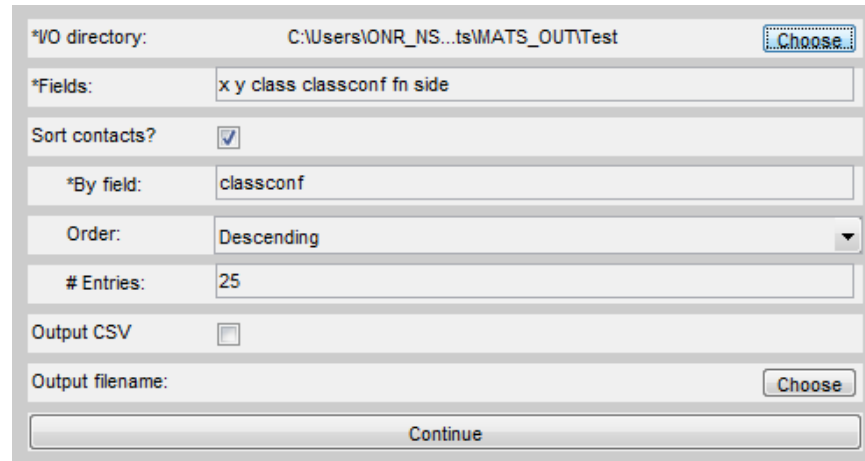 *I/O directory: C:\Users\ONR_NS...ts\MATS_OUT\Test Choose
*Fields: x y class classconf fn side
Sort contacts?
*By field: classconf
Order: Descending
# Entries: 25
Output CSV
Output filename: Choose
Continue